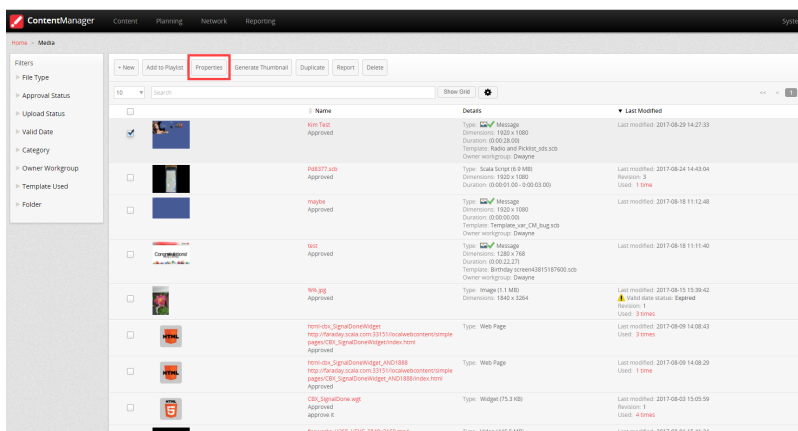 ContentManager Content Planning Network Reporting
Home > Media
Filters
File Type
Approval Status
Upload Status
Valid Date
Category
Owner Workgroup
Template Used
Folder
+ New Add to Playlist Properties Generate Thumbnail Duplicate Report Delete
10 Search Show Grid
1
Name Details Last Modified
Kim Test
Approved
Type: Message
Dimensions: 1920 x 1080
Duration: (0:00:28.00)
Template: Radio and Picklist_sds.scb
Owner workgroup: Dwayne
Last modified: 2017-08-29 14:27:33
Pd8377.scb
Approved
Type: Scala Script (6.9 MB)
Dimensions: 1920 x 1080
Duration: (0:00:01.00 - 0:00:03.00)
Last modified: 2017-08-24 14:43:04
Revision: 3
Used: 1 time
maybe
Approved
Type: Message
Dimensions: 1920 x 1080
Duration: (0:00:00.00)
Template: Template_var_CM_bug.scb
Owner workgroup: Dwayne
Last modified: 2017-08-18 11:12:48
test
Approved
Type: Message
Dimensions: 1280 x 768
Duration: (0:00:22.27)
Template: Birthday screen43815187600.scb
Owner workgroup: Dwayne
Last modified: 2017-08-18 11:11:40
Approved
Type: Image (1.1 MB)
Dimensions: 1840 x 3264
Last modified: 2017-08-15 15:39:42
Valid date status: Expired
Revision: 1
Used: 3 times
HTML
html-cbx_SignalDoneWidget
http://faraday.scala.com:33151/localwebcontent/simple
pages/CBX_SignalDoneWidget/index.html
Approved
Type: Web Page
Last modified: 2017-08-09 14:08:43
Used: 3 times
HTML
html-cbx_SignalDoneWidget_AND1888
http://faraday.scala.com:33151/localwebcontent/simple
pages/CBX_SignalDoneWidget_AND1888/index.html
Approved
Type: Web Page
Last modified: 2017-08-09 14:08:29
Used: 1 time
HTML
5
CBX_SignalDone.wgt
Approved
approve it
Type: Widget (75.3 KB)
Last modified: 2017-08-03 15:05:59
Revision: 1
Used: 4 times